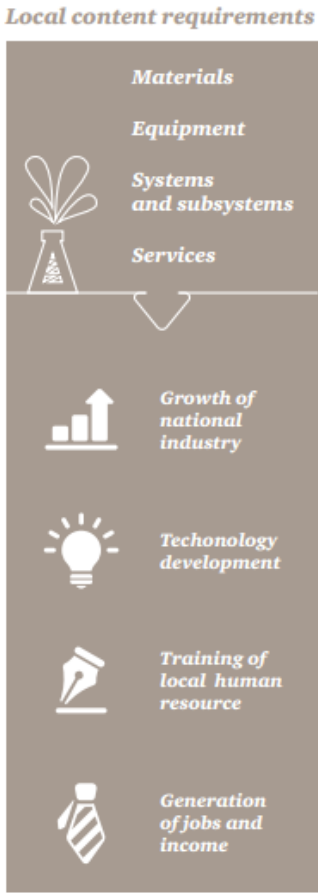 Local content requirements
Materials
Equipment
Systems
and subsystems
Services
Growth of
national
industry
Techonology
development
Training of
local human
resource
Generation
of jobs and
income